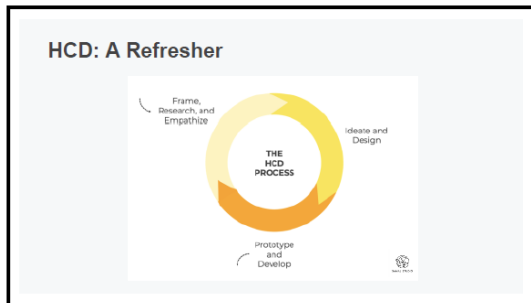 HCD: A Refresher
Frame,
Research, and
Empathize
Ideate and
Design
THE
HCD
PROCESS
Prototype
and
Develop